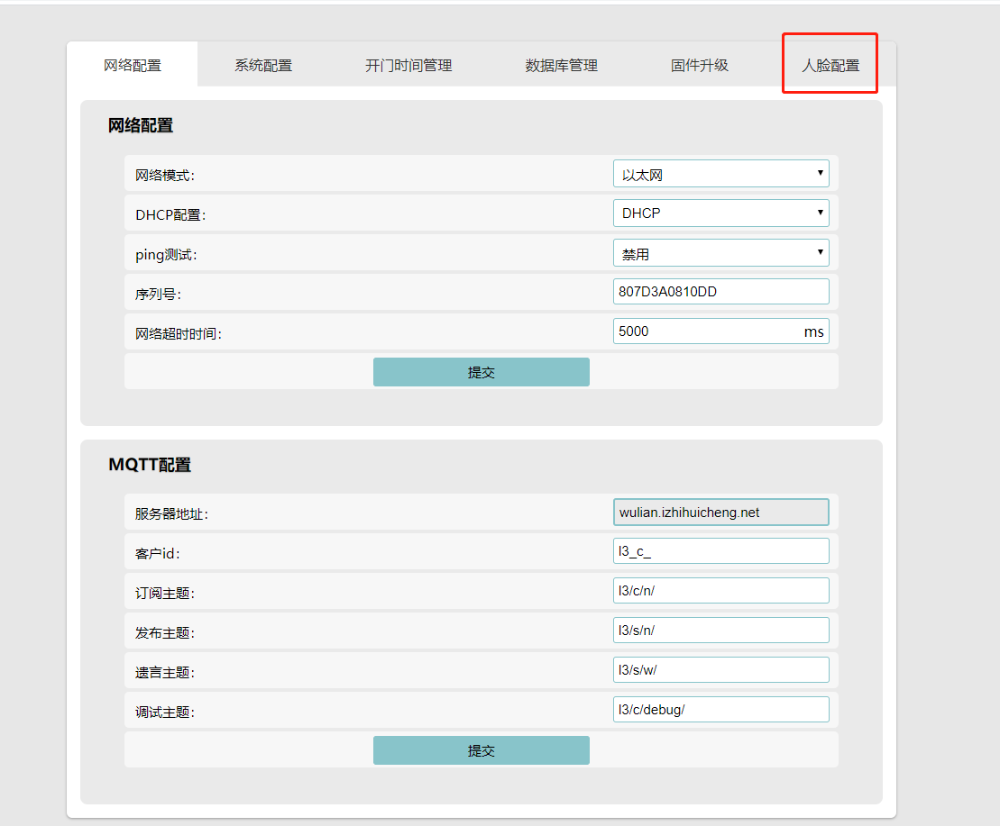 网络配置 系统配置 开门时间管理 数据库管理 固件升级 人脸配置
网络配置
网络模式: 以太网
DHCP配置: DHCP
ping测试: 禁用
序列号: 807D3A0810DD
网络超时时间: 5000 ms
提交
MQTT配置
服务器地址: wulian.izhihuicheng.net
客户id: l3_c_
订阅主题: l3/c/n/
发布主题: l3/s/n/
遗言主题: l3/s/w/
调试主题: l3/c/debug/
提交